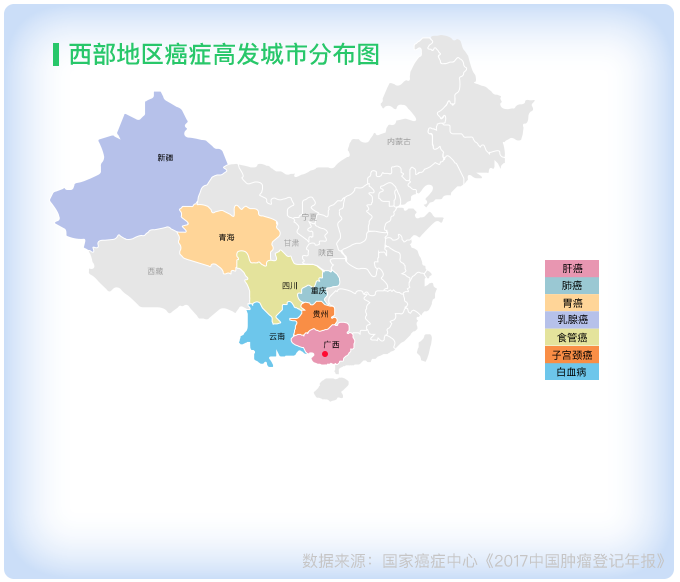 西部地区癌症高发城市分布图
内蒙古
新疆
宁夏
青海
甘肃
陕西
西藏
四川
重庆
贵州
云南
广西
肝癌
肺癌
胃癌
乳腺癌
食管癌
子宫颈癌
白血病
数据来源：国家癌症中心《2017中国肿瘤登记年报》